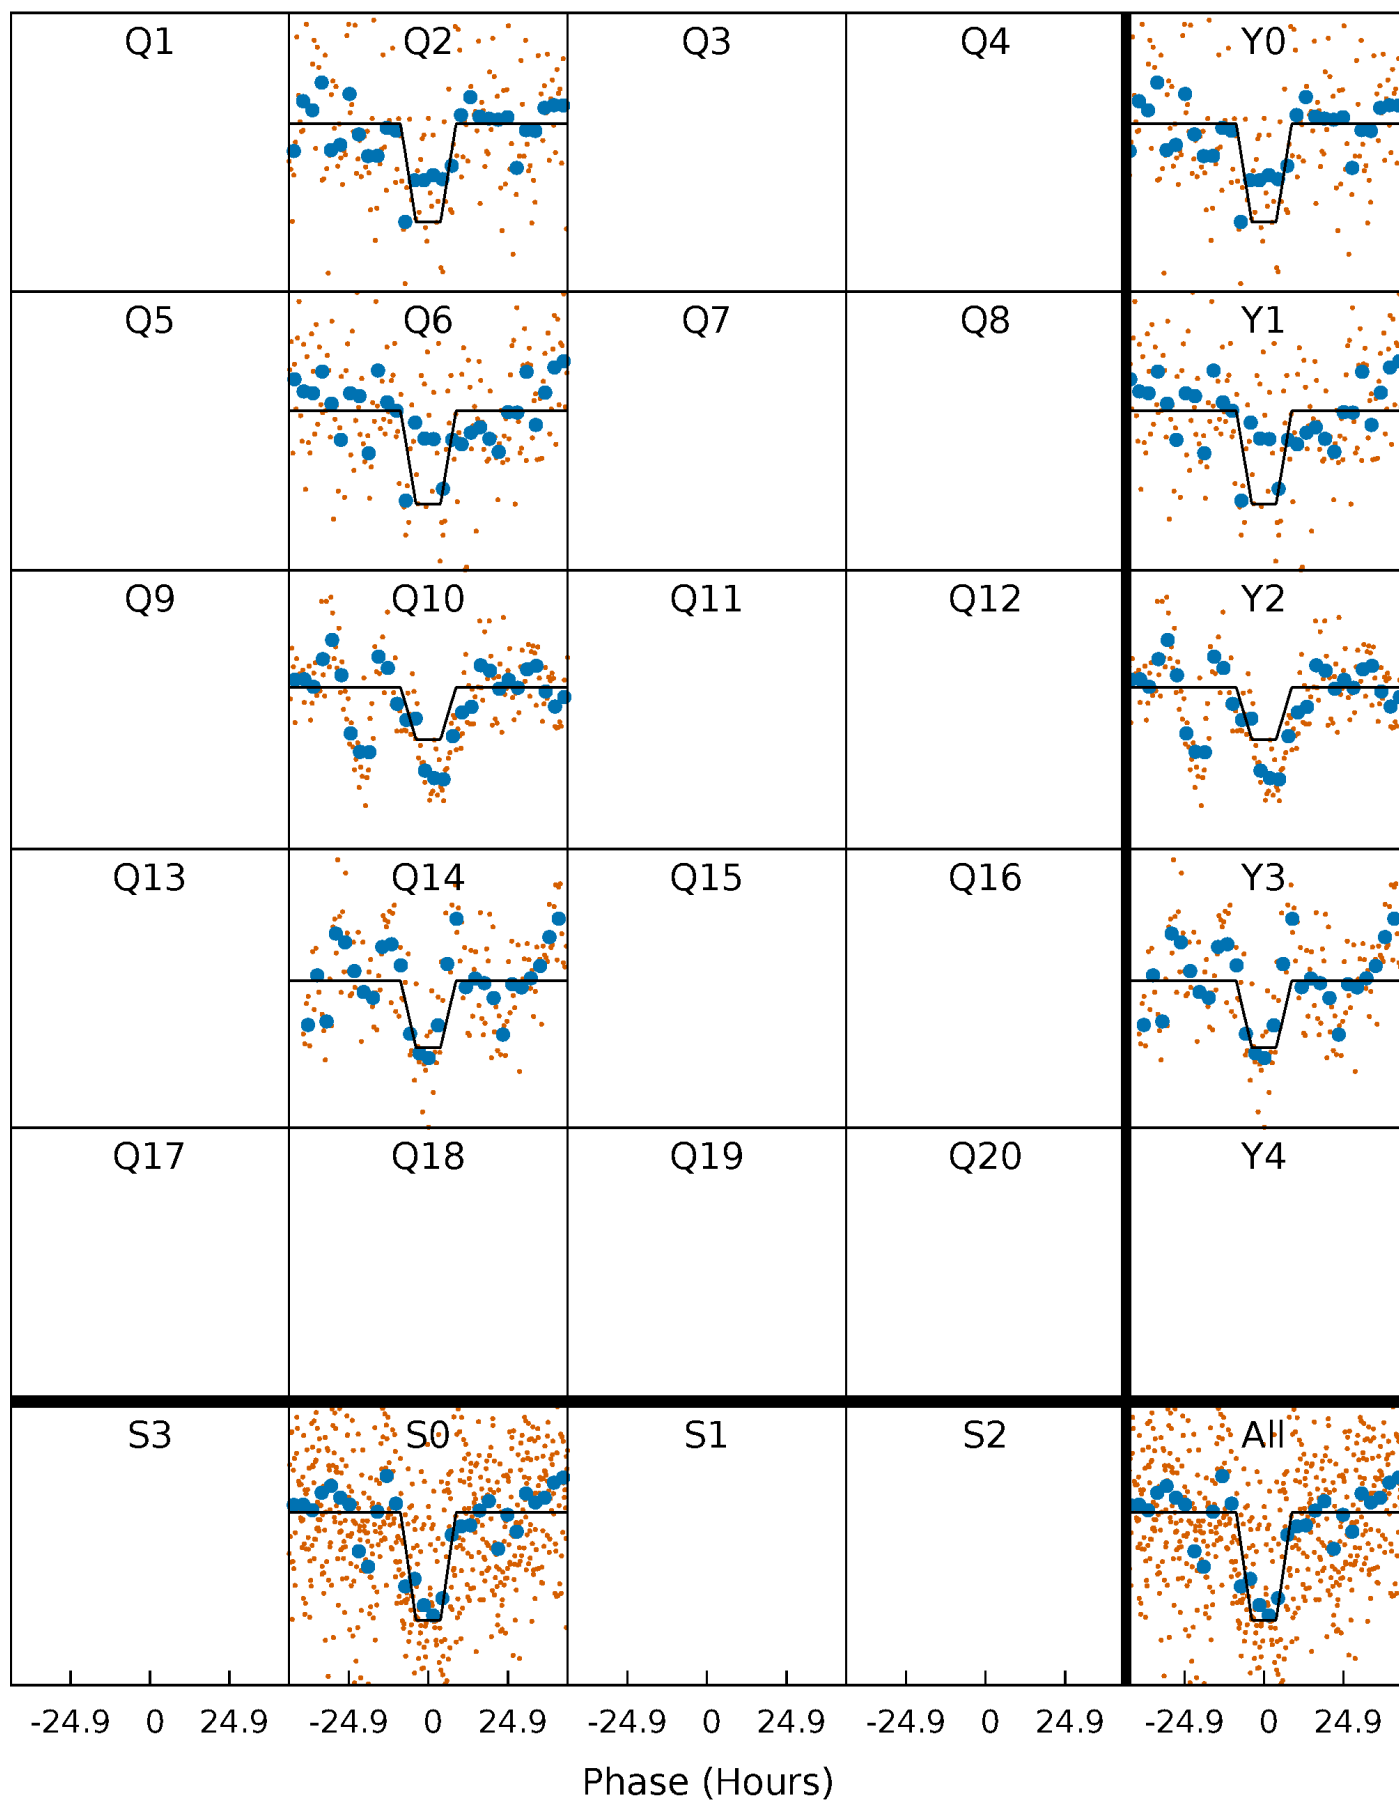 Q1 Q2 Q3 Q4 Y0
Q5 Q6 Q7 Q8 Y1
Q9 Q10 Q11 Q12 Y2
Q13 Q14 Q15 Q16 Y3
Q17 Q18 Q19 Q20 Y4
S3 S0 S1 S2 All
-24.9 0 24.9 -24.9 0 24.9 -24.9 0 24.9 -24.9 0 24.9 -24.9 0 24.9
Phase (Hours)